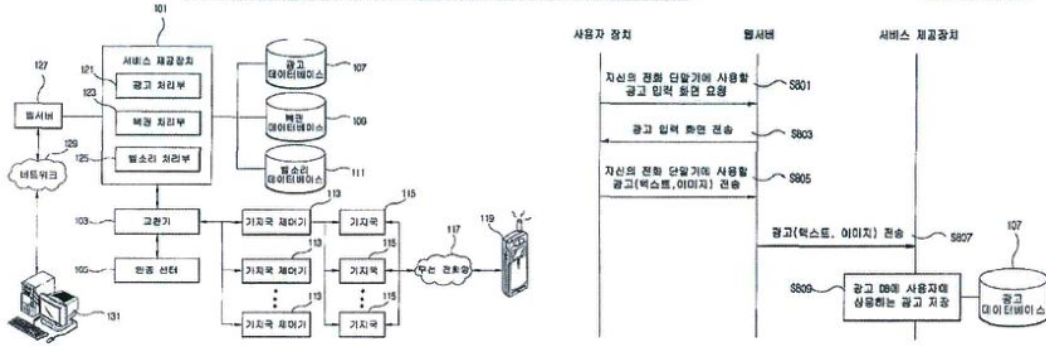 101
서비스 제공장치
121
광고 처리부
123
복권 처리부
125
벨소리 처리부
127
웹서버
129
네트워크
131
광고
데이터베이스
107
복권
데이터베이스
109
벨소리
데이터베이스
111
103
교환기
105
인증 센터
113
기지국 제어기
113
기지국 제어기
113
기지국 제어기
115
기지국
115
기지국
115
기지국
117
무선 전화망
119
사용자 장치
웹서버
서비스 제공장치
자신의 전화 단말기에 사용할
광고 입력 화면 요청
S801
광고 입력 화면 전송
S803
자신의 전화 단말기에 사용할
광고(텍스트,이미지) 전송
S805
광고(텍스트, 이미지) 전송
S807
S809
광고 DB에 사용자에
상응하는 광고 저장
107
광고
데이터베이스